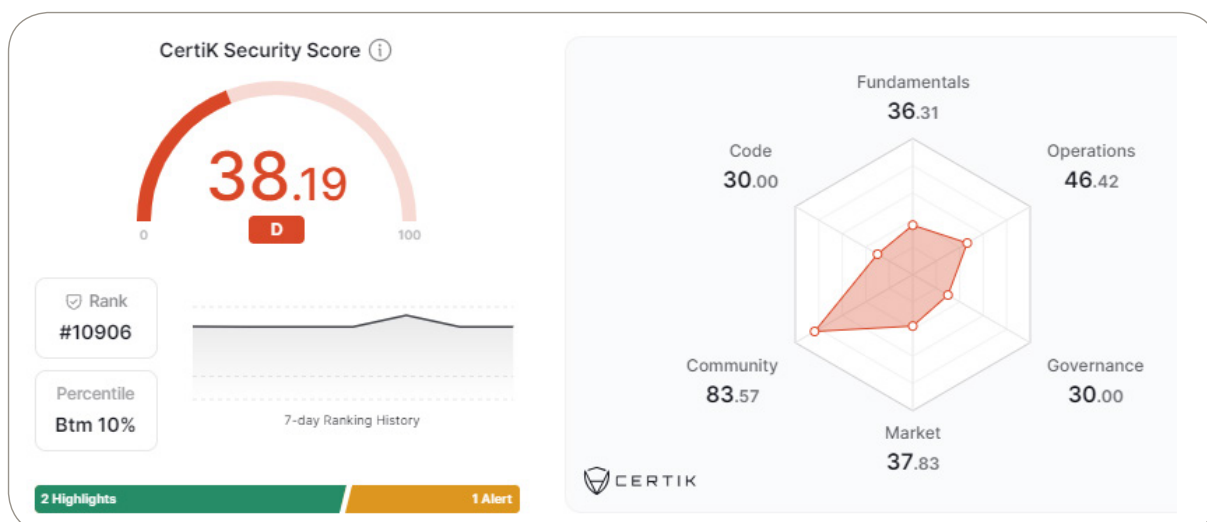 CertiK Security Score
38.19
D
0
100
Rank
#10906
Percentile
Btm 10%
7-day Ranking History
2 Highlights
1 Alert
Fundamentals
36.31
Code
30.00
Operations
46.42
Community
83.57
Governance
30.00
Market
37.83
CERTIK